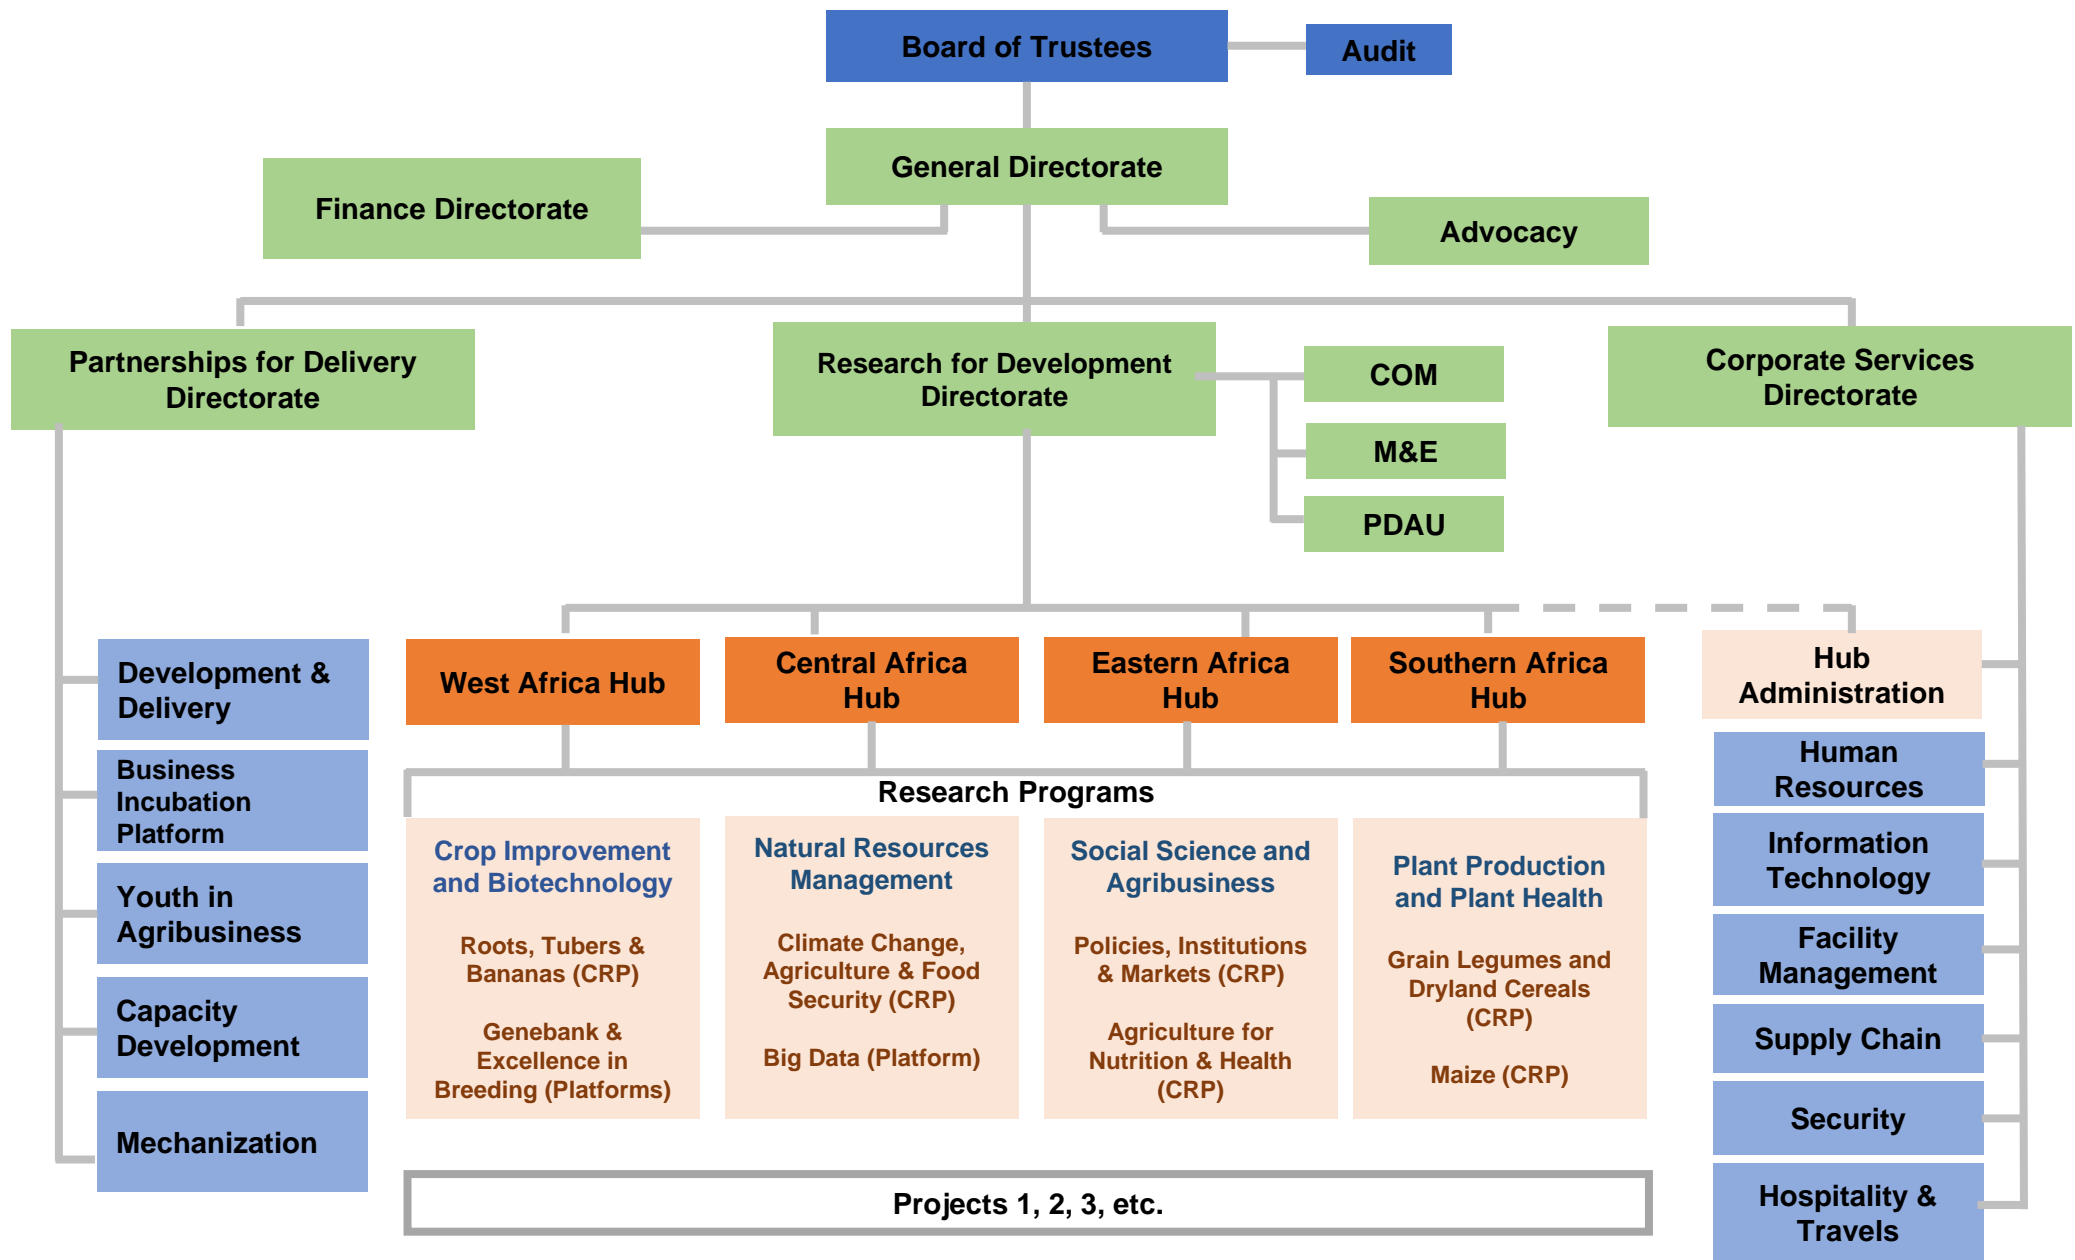 Board of Trustees
Audit
General Directorate
Finance Directorate
Advocacy
Partnerships for Delivery
Directorate
Research for Development
Directorate
COM
M&E
PDAU
Corporate Services
Directorate
Development &
Delivery
Business
Incubation
Platform
Youth in
Agribusiness
Capacity
Development
Mechanization
West Africa Hub
Central Africa
Hub
Eastern Africa
Hub
Southern Africa
Hub
Hub
Administration
Research Programs
Crop Improvement
and Biotechnology
Roots, Tubers &
Bananas (CRP)
Genebank &
Excellence in
Breeding (Platforms)
Natural Resources
Management
Climate Change,
Agriculture & Food
Security (CRP)
Big Data (Platform)
Social Science and
Agribusiness
Policies, Institutions
& Markets (CRP)
Agriculture for
Nutrition & Health
(CRP)
Plant Production
and Plant Health
Grain Legumes and
Dryland Cereals
(CRP)
Maize (CRP)
Human
Resources
Information
Technology
Facility
Management
Supply Chain
Security
Hospitality &
Travels
Projects 1, 2, 3, etc.